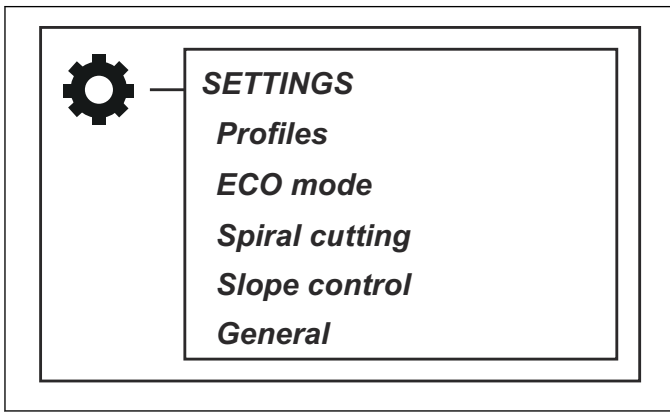 SETTINGS
Profiles
ECO mode
Spiral cutting
Slope control
General